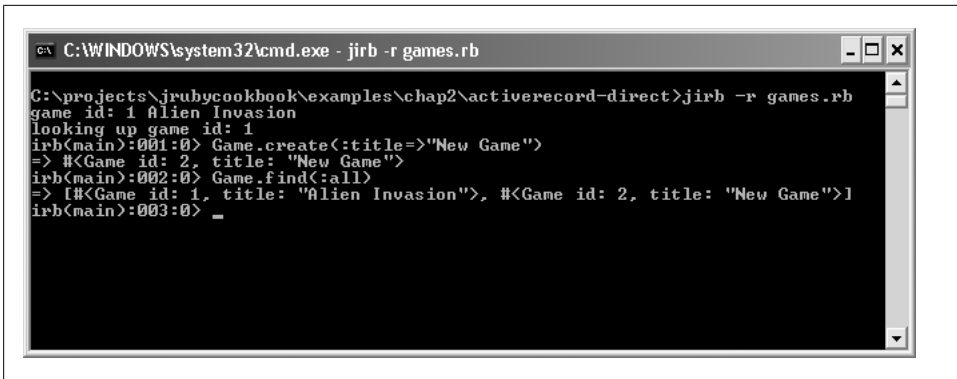 C:\WINDOWS\system32\cmd.exe - jirb -r games.rb
C:\projects\jrubycookbook\examples\chap2\activerecord-direct>jirb -r games.rb
game id: 1 Alien Invasion
looking up game id: 1
irb(main):001:0> Game.create(:title=>"New Game")
=> #<Game id: 2, title: "New Game">
irb(main):002:0> Game.find(:all)
=> [#<Game id: 1, title: "Alien Invasion">, #<Game id: 2, title: "New Game">]
irb(main):003:0> _